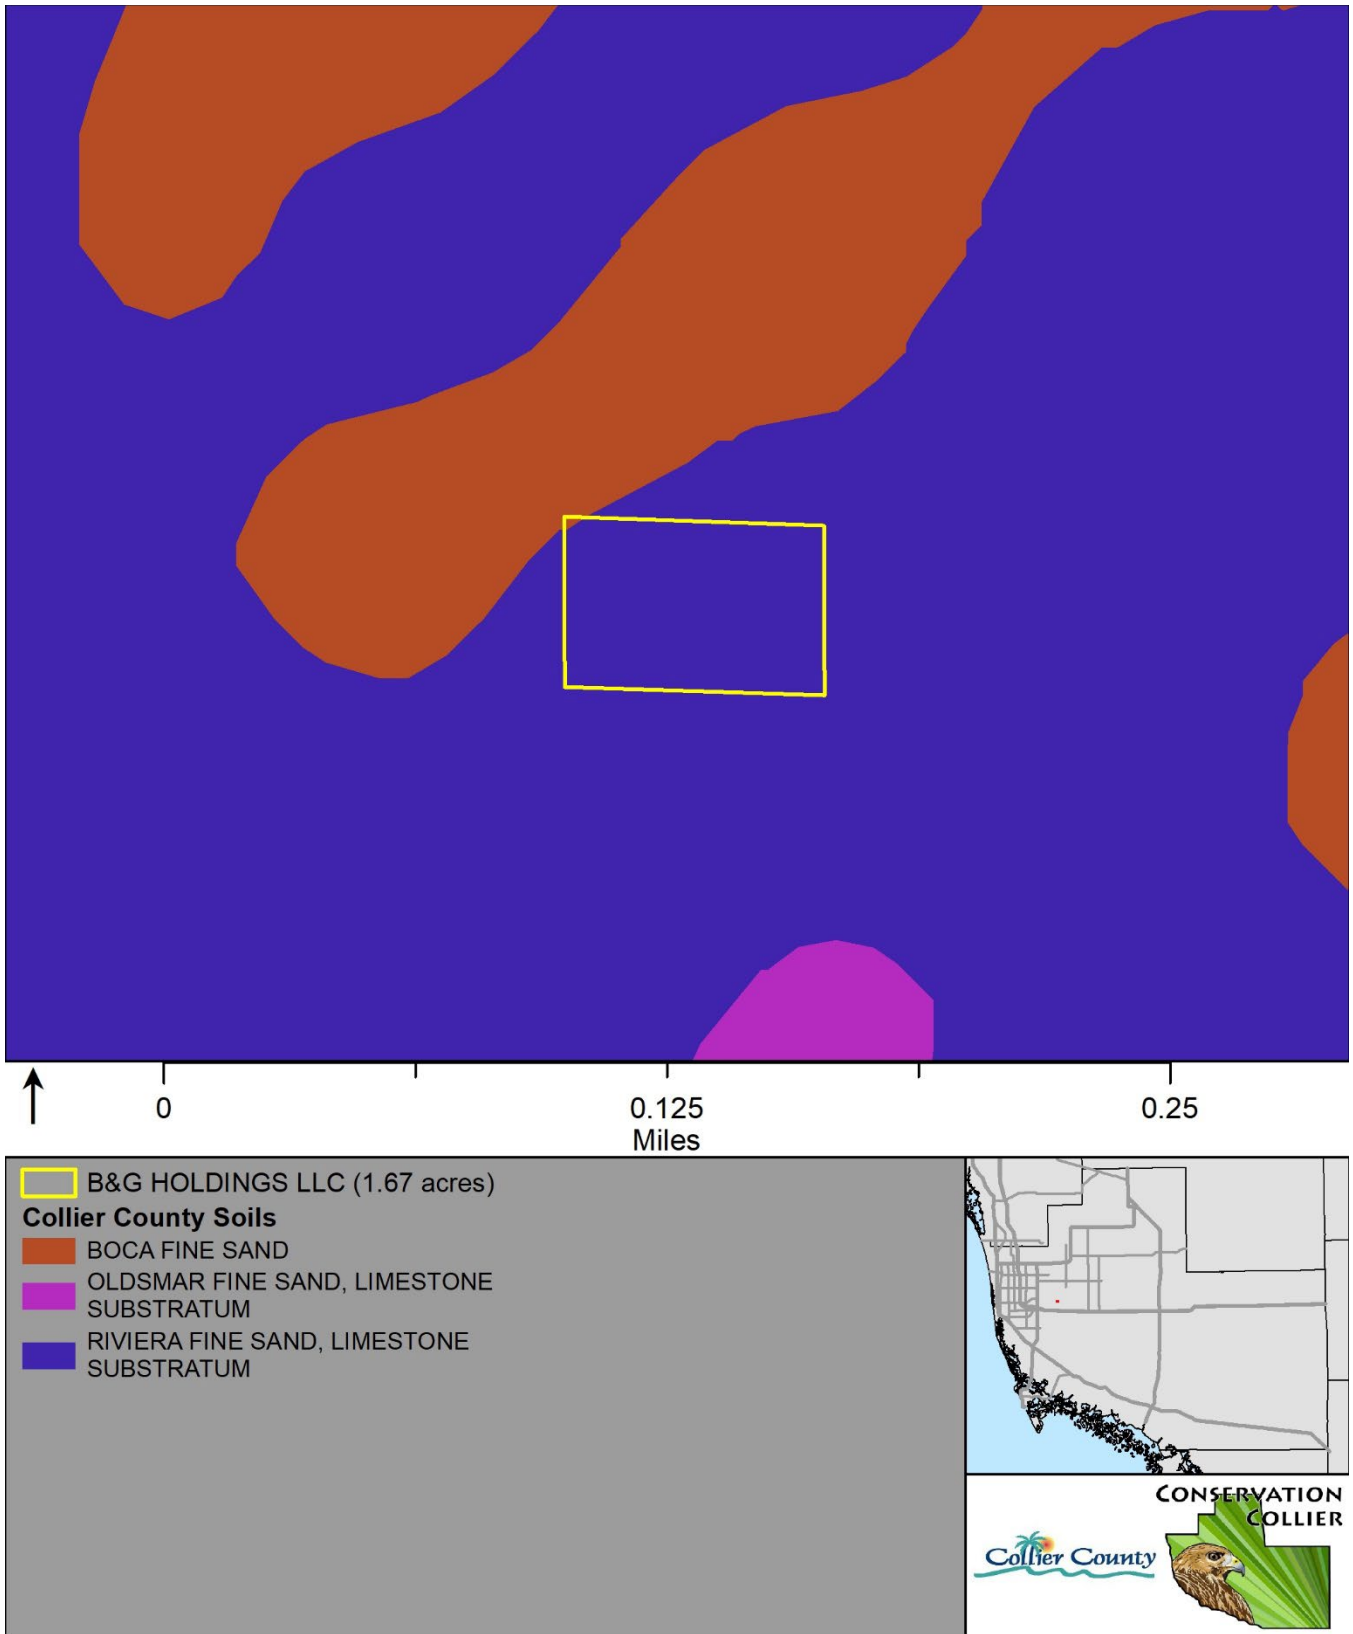 0
0.125
0.25
Miles
B&G HOLDINGS LLC (1.67 acres)
Collier County Soils
BOCA FINE SAND
OLDSMAR FINE SAND, LIMESTONE
SUBSTRATUM
RIVIERA FINE SAND, LIMESTONE
SUBSTRATUM
CONSERVATION
COLLIER
Collier County